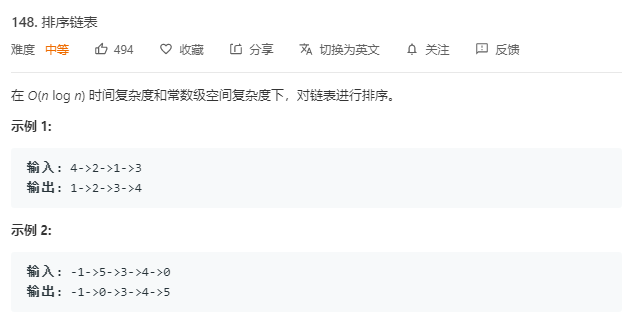 148. 排序链表
难度 中等 494 收藏 分享 切换为英文 关注 反馈
在 O(n log n) 时间复杂度和常数级空间复杂度下，对链表进行排序。
示例 1:
输入: 4->2->1->3
输出: 1->2->3->4
示例 2:
输入: -1->5->3->4->0
输出: -1->0->3->4->5